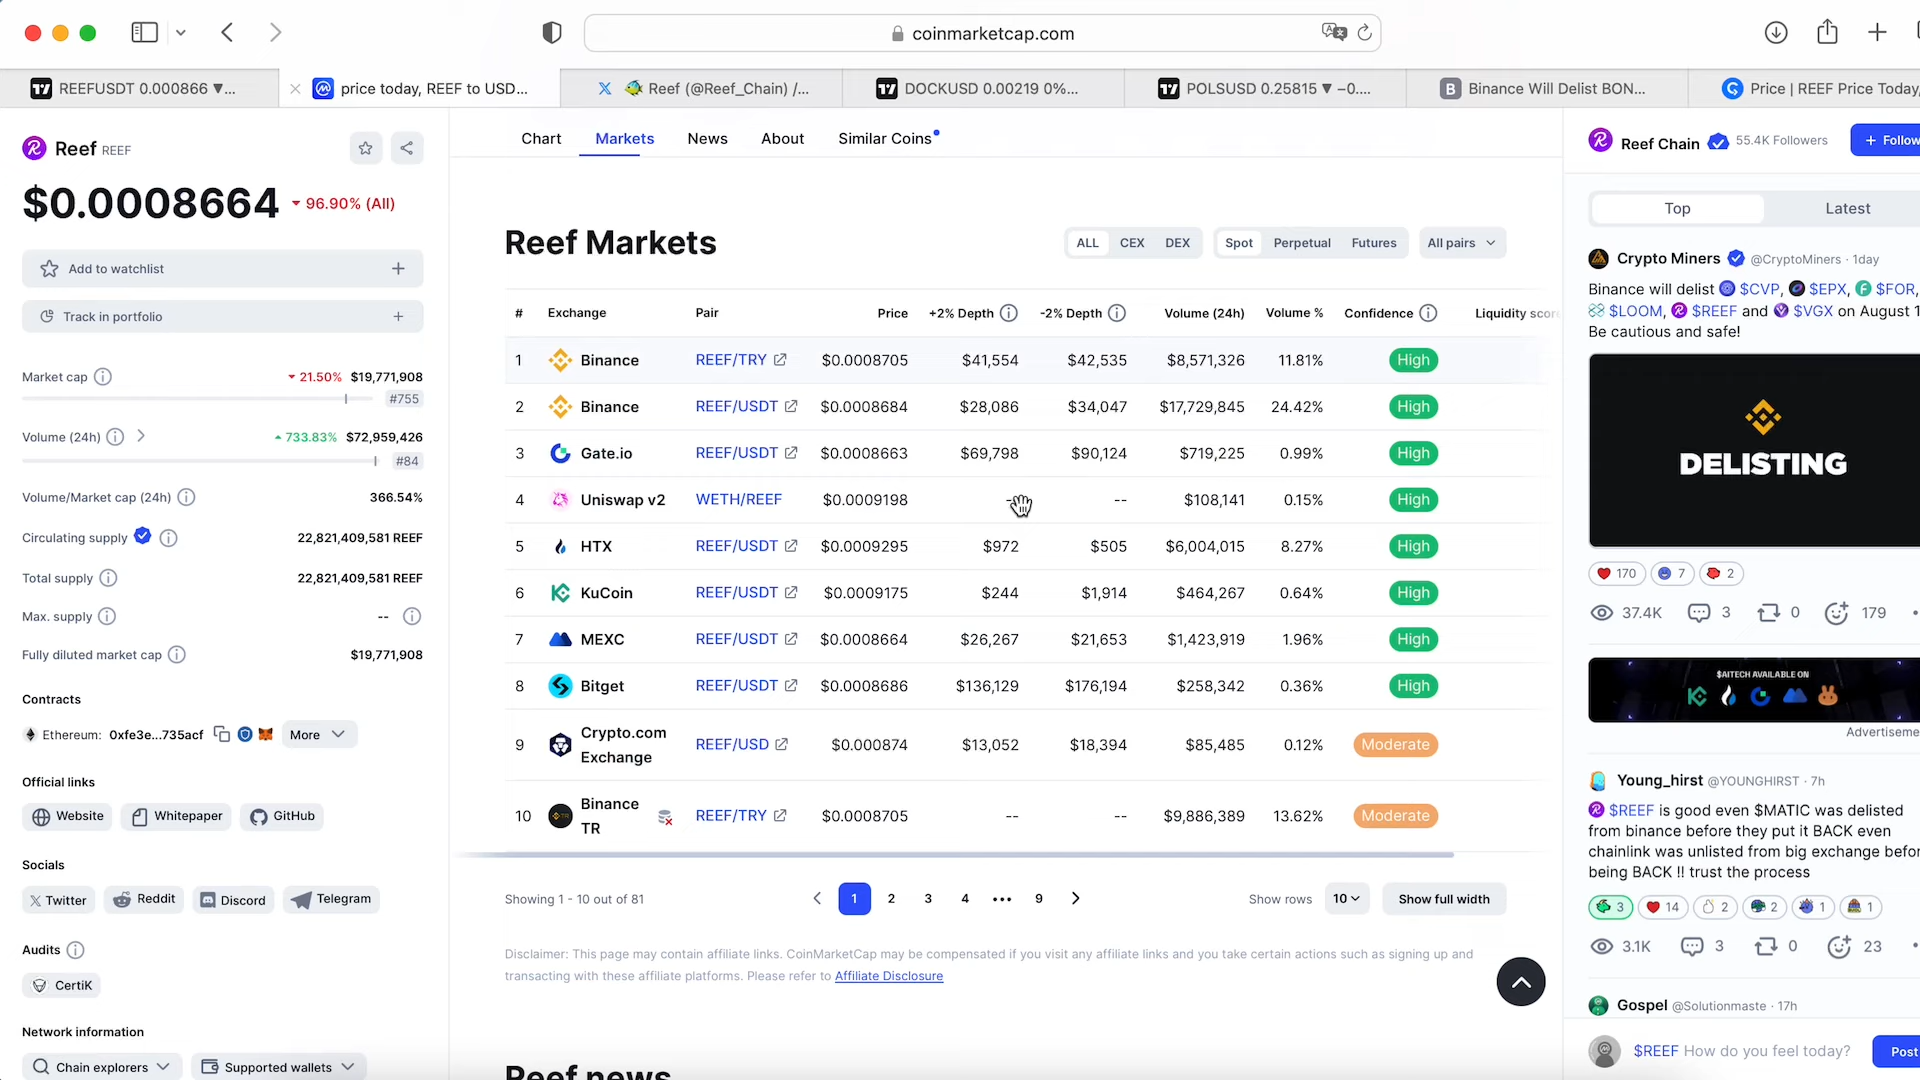 coinmarketcap.com
REEFUSDT 0.000866 ▼...
price today, REEF to USD...
Reef (@Reef_Chain) /...
DOCKUSD 0.00219 0%...
POLSUSD 0.25815 ▼ −0....
Binance Will Delist BON...
Price | REEF Price Today,
Reef REEF
$0.0008664 96.90% (All)
Add to watchlist
Track in portfolio
Market cap 21.50% $19,771,908
#755
Volume (24h) 733.83% $72,959,426
#84
Volume/Market cap (24h) 366.54%
Circulating supply 22,821,409,581 REEF
Total supply 22,821,409,581 REEF
Max. supply --
Fully diluted market cap $19,771,908
Contracts
Ethereum: 0xfe3e...735acf More
Official links
Website Whitepaper GitHub
Socials
Twitter Reddit Discord Telegram
Audits
CertiK
Network information
Chain explorers Supported wallets
Chart Markets News About Similar Coins
Reef Markets
ALL CEX DEX Spot Perpetual Futures All pairs
# Exchange Pair Price +2% Depth -2% Depth Volume (24h) Volume % Confidence Liquidity score
1 Binance REEF/TRY $0.0008705 $41,554 $42,535 $8,571,326 11.81% High
2 Binance REEF/USDT $0.0008684 $28,086 $34,047 $17,729,845 24.42% High
3 Gate.io REEF/USDT $0.0008663 $69,798 $90,124 $719,225 0.99% High
4 Uniswap v2 WETH/REEF $0.0009198 -- $108,141 0.15% High
5 HTX REEF/USDT $0.0009295 $972 $505 $6,004,015 8.27% High
6 KuCoin REEF/USDT $0.0009175 $244 $1,914 $464,267 0.64% High
7 MEXC REEF/USDT $0.0008664 $26,267 $21,653 $1,423,919 1.96% High
8 Bitget REEF/USDT $0.0008686 $136,129 $176,194 $258,342 0.36% High
9 Crypto.com Exchange REEF/USD $0.000874 $13,052 $18,394 $85,485 0.12% Moderate
10 Binance TR REEF/TRY $0.0008705 -- -- $9,886,389 13.62% Moderate
Showing 1 - 10 out of 81 1 2 3 4 ••• 9 Show rows 10 Show full width
Disclaimer: This page may contain affiliate links. CoinMarketCap may be compensated if you visit any affiliate links and you take certain actions such as signing up and
transacting with these affiliate platforms. Please refer to Affiliate Disclosure
Reef news
Reef Chain 55.4K Followers + Follow
Top Latest
Crypto Miners @CryptoMiners · 1day
Binance will delist $CVP, $EPX, $FOR,
$LOOM, $REEF and $VGX on August 1
Be cautious and safe!
DELISTING
170 7 2
37.4K 3 0 179
$AITECH AVAILABLE ON
Advertiseme
Young_hirst @YOUNGHIRST · 7h
$REEF is good even $MATIC was delisted
from binance before they put it BACK even
chainlink was unlisted from big exchange befor
being BACK !! trust the process
3 14 2 2 1 1
3.1K 3 0 23
Gospel @Solutionmaste · 17h
$REEF How do you feel today? Post